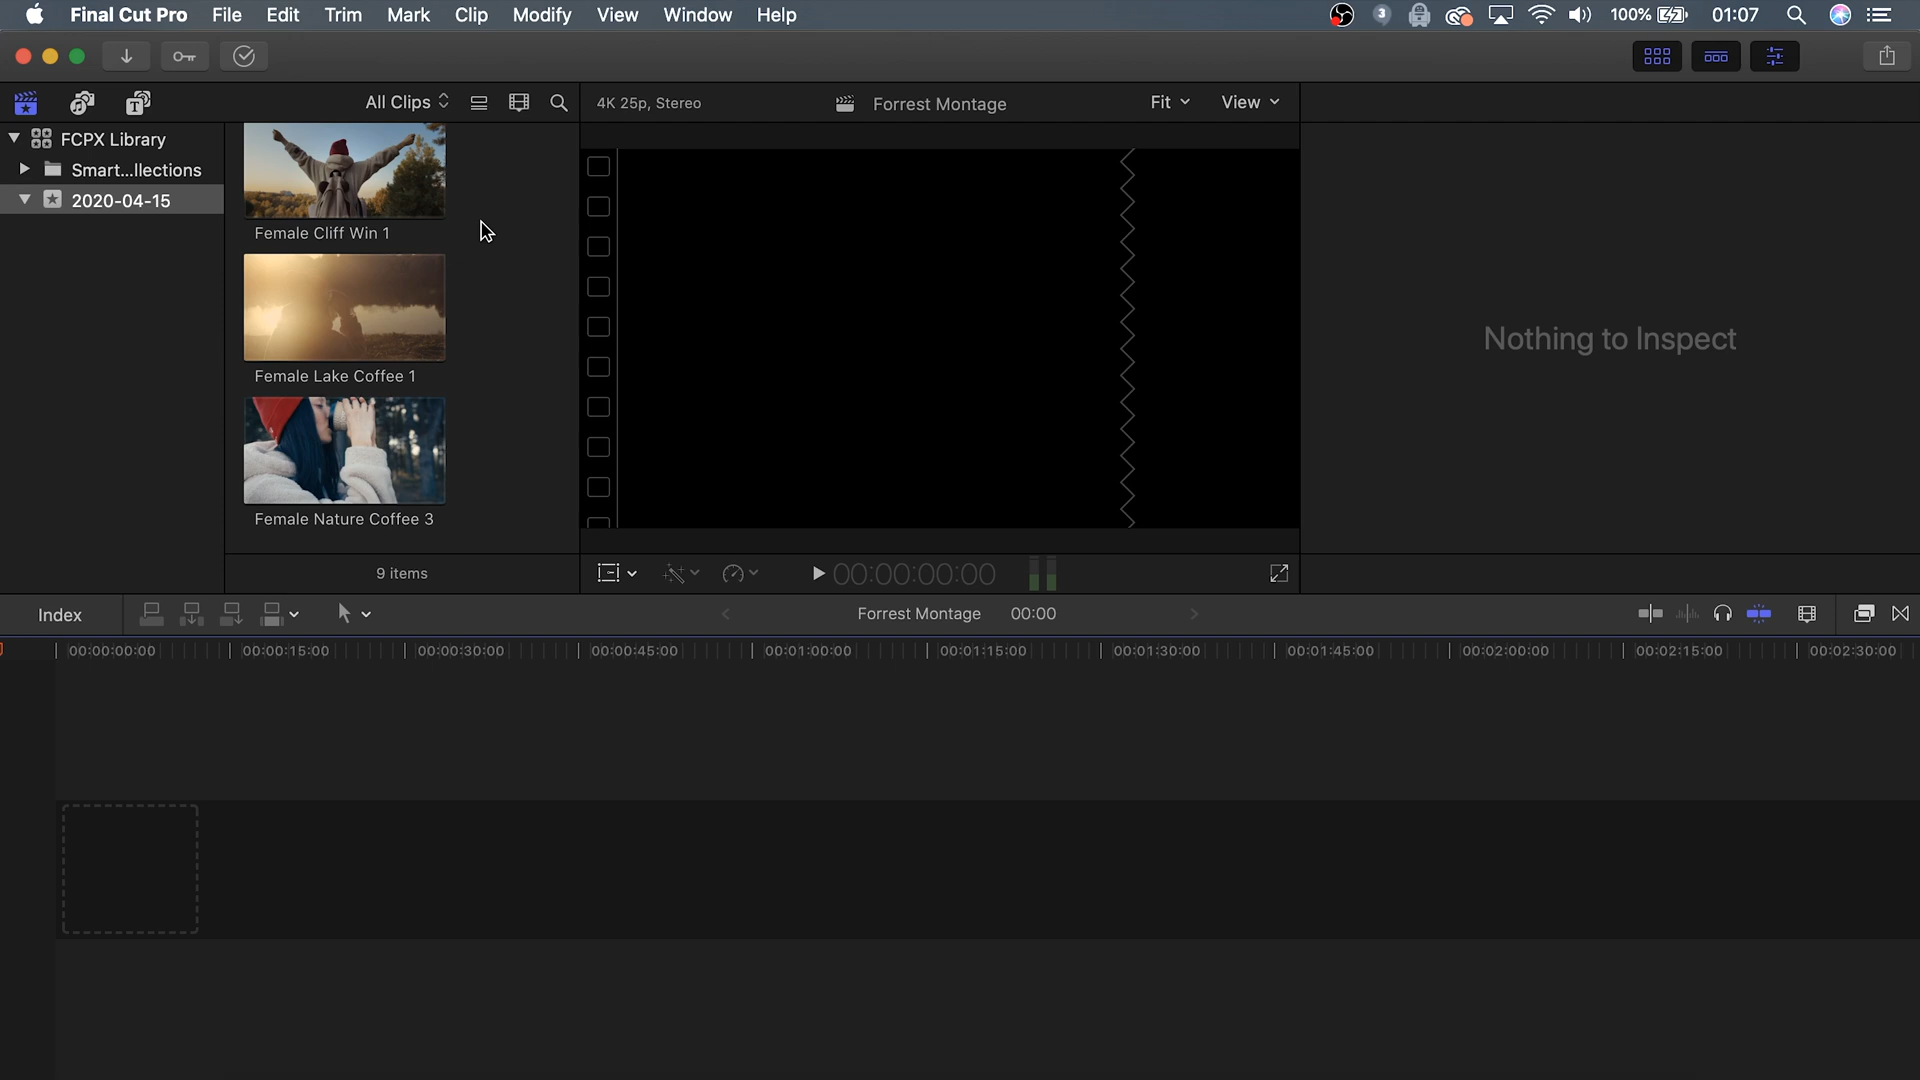 Final Cut Pro File Edit Trim Mark Clip Modify View Window Help 3 100% 01:07
All Clips 4K 25p, Stereo Forrest Montage Fit View
FCPX Library
Smart...llections
2020-04-15
Female Cliff Win 1
Female Lake Coffee 1
Female Nature Coffee 3
9 items
Nothing to Inspect
00:00:00:00
Index Forrest Montage 00:00
00:00:00:00 00:00:15:00 00:00:30:00 00:00:45:00 00:01:00:00 00:01:15:00 00:01:30:00 00:01:45:00 00:02:00:00 00:02:15:00 00:02:30:00